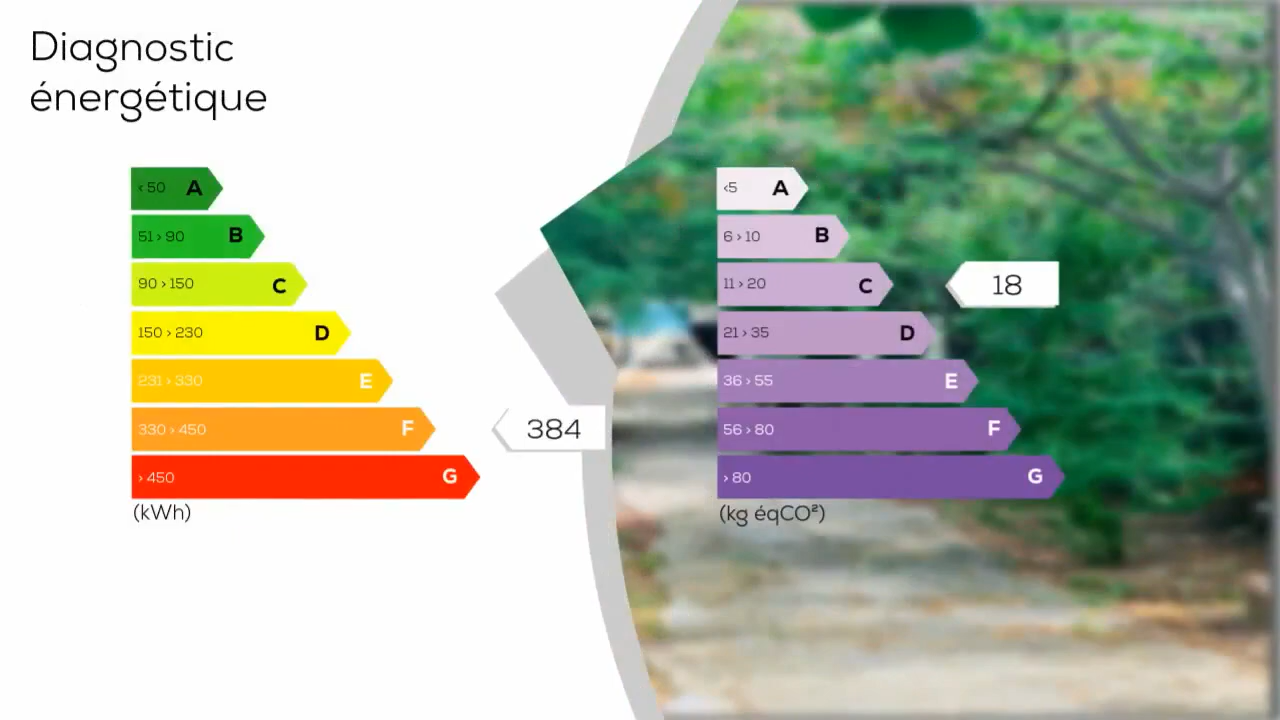 Diagnostic
énergétique
< 50 A
51 > 90 B
90 > 150 C
150 > 230 D
231 > 330 E
330 > 450 F
384
> 450 G
(kWh)
<5 A
6 > 10 B
11 > 20 C
18
21 > 35 D
36 > 55 E
56 > 80 F
> 80 G
(kg éqCO²)